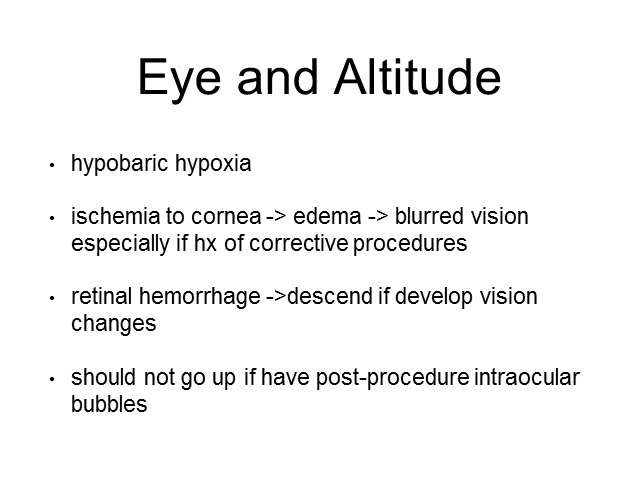 Eye and Altitude
• hypobaric hypoxia
• ischemia to cornea -> edema -> blurred vision
especially if hx of corrective procedures
• retinal hemorrhage ->descend if develop vision
changes
• should not go up if have post-procedure intraocular
bubbles